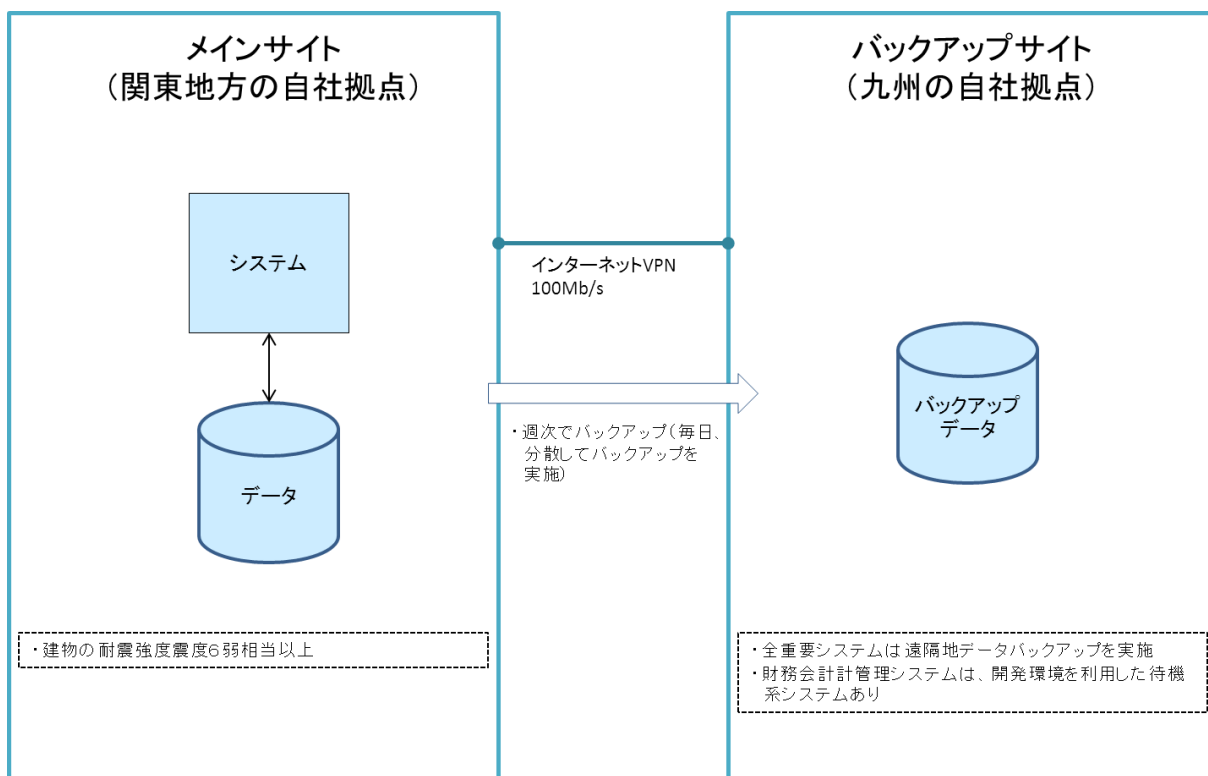 メインサイト
（関東地方の自社拠点）
バックアップサイト
（九州の自社拠点）
システム
インターネットVPN
100Mb/s
データ
・週次でバックアップ（毎日、
分散してバックアップを
実施）
バックアップ
データ
・建物の耐震強度震度６弱相当以上
・全重要システムは遠隔地データバックアップを実施
・財務会計計管理システムは、開発環境を利用した待機
系システムあり